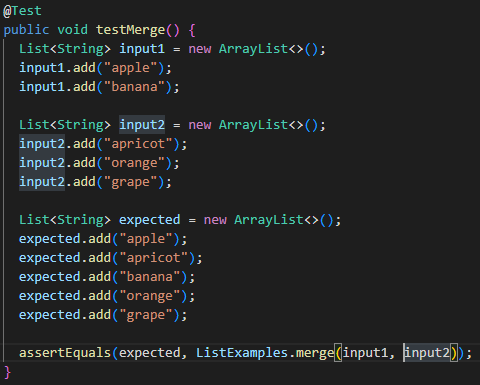 @Test
public void testMerge() {
  List<String> input1 = new ArrayList<>();
  input1.add("apple");
  input1.add("banana");

  List<String> input2 = new ArrayList<>();
  input2.add("apricot");
  input2.add("orange");
  input2.add("grape");

  List<String> expected = new ArrayList<>();
  expected.add("apple");
  expected.add("apricot");
  expected.add("banana");
  expected.add("orange");
  expected.add("grape");

  assertEquals(expected, ListExamples.merge(input1, input2));
}